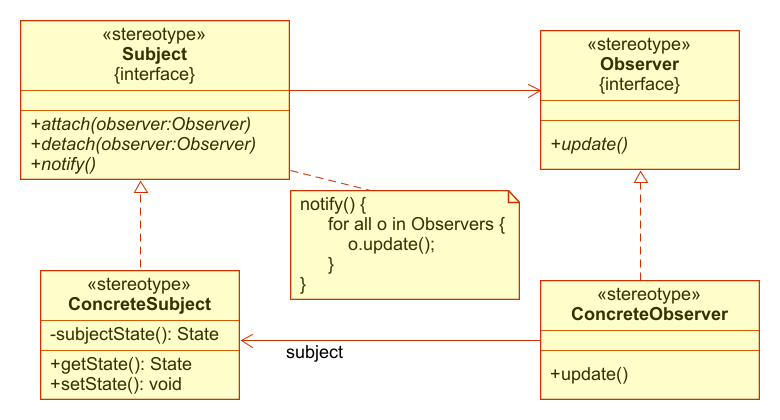 «stereotype»
Subject
{interface}
+attach(observer:Observer)
+detach(observer:Observer)
+notify()
«stereotype»
Observer
{interface}
+update()
notify() {
for all o in Observers {
o.update();
}
}
«stereotype»
ConcreteSubject
-subjectState(): State
+getState(): State
+setState(): void
subject
«stereotype»
ConcreteObserver
+update()